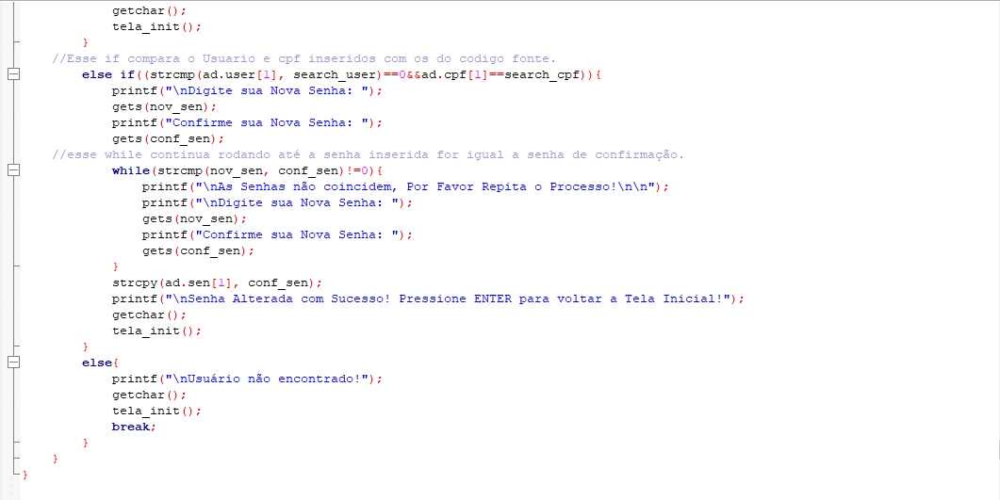 getchar();
tela_init();
}
//Esse if compara o Usuario e cpf inseridos com os do codigo fonte.
else if((strcmp(ad.user[1], search_user)==0&&ad.cpf[1]==search_cpf)){
printf("\nDigite sua Nova Senha: ");
gets(nov_sen);
printf("Confirme sua Nova Senha: ");
gets(conf_sen);
//esse while continua rodando até a senha inserida for igual a senha de confirmação.
while(strcmp(nov_sen, conf_sen)!=0){
printf("\nAs Senhas não coincidem, Por Favor Repita o Processo!\n\n");
printf("\nDigite sua Nova Senha: ");
gets(nov_sen);
printf("Confirme sua Nova Senha: ");
gets(conf_sen);
}
strcpy(ad.sen[1], conf_sen);
printf("\nSenha Alterada com Sucesso! Pressione ENTER para voltar a Tela Inicial!");
getchar();
tela_init();
}
else{
printf("\nUsuário não encontrado!");
getchar();
tela_init();
break;
}
}
}